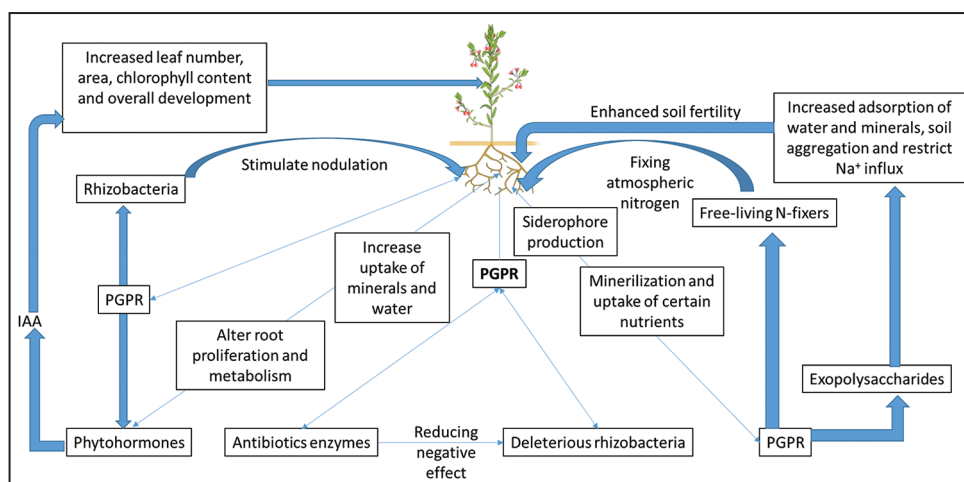 Increased leaf number,
area, chlorophyll content
and overall development
Enhanced soil fertility
Increased adsorption of
water and minerals, soil
aggregation and restrict
Na⁺ influx
Stimulate nodulation
Rhizobacteria
Fixing
atmospheric
nitrogen
Free-living N-fixers
Siderophore
production
Increase
uptake of
minerals and
water
PGPR
PGPR
Minerilization and
uptake of certain
nutrients
IAA
Alter root
proliferation and
metabolism
Exopolysaccharides
Phytohormones
Antibiotics enzymes
Reducing
negative
effect
Deleterious rhizobacteria
PGPR